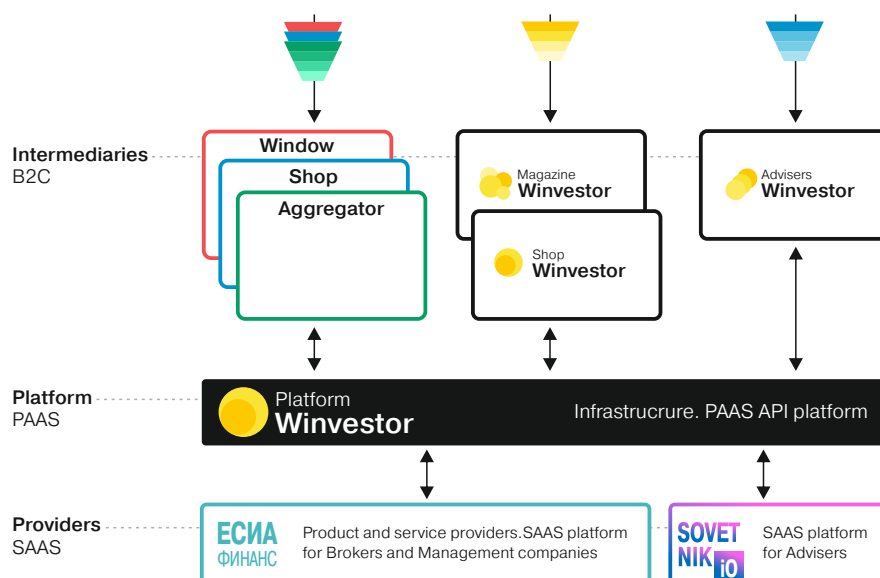 Intermediaries
B2C
Window
Shop
Aggregator
Magazine
Winvestor
Shop
Winvestor
Advisers
Winvestor
Platform
PAAS
Platform
Winvestor
Infrastrucrure. PAAS API platform
Providers
SAAS
ЕСИА
ФИНАНС
Product and service providers.SAAS platform
for Brokers and Management companies
SOVET
NIK iO
SAAS platform
for Advisers